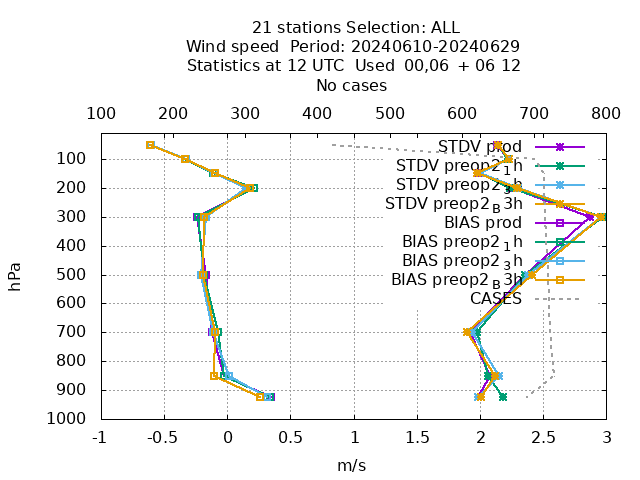 21 stations Selection: ALL
Wind speed  Period: 20240610-20240629
Statistics at 12 UTC  Used  00,06  + 06 12
No cases
100 200 300 400 500 600 700 800
STDV prod
STDV preop2_1h
STDV preop2_3h
STDV preop2_B3h
BIAS prod
BIAS preop2_1h
BIAS preop2_3h
BIAS preop2_B3h
CASES
hPa
100
200
300
400
500
600
700
800
900
1000
-1 -0.5 0 0.5 1 1.5 2 2.5 3
m/s